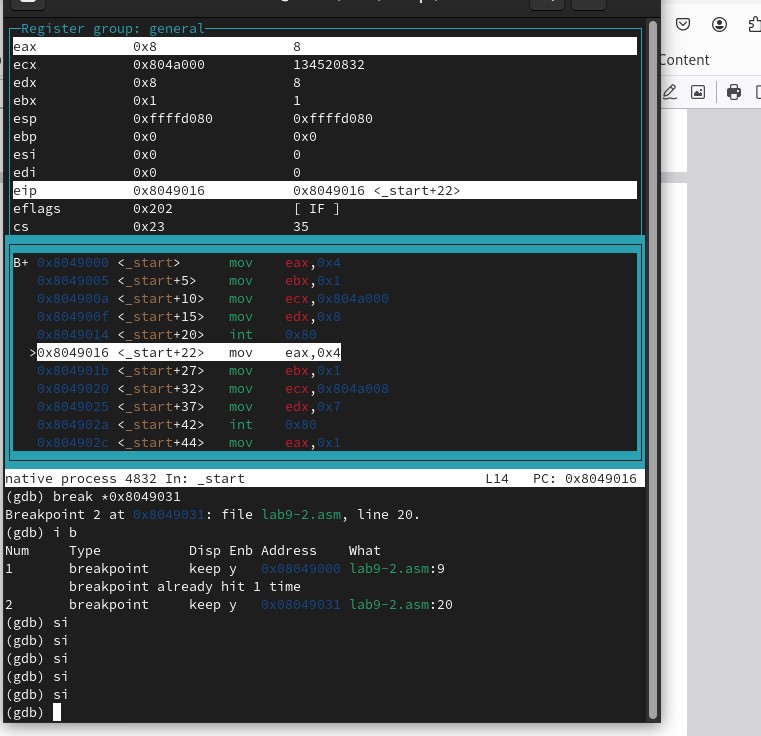 Register group: general
eax 0x8 8
ecx 0x804a000 134520832
edx 0x8 8
ebx 0x1 1
esp 0xffffd080 0xffffd080
ebp 0x0 0x0
esi 0x0 0
edi 0x0 0
eip 0x8049016 0x8049016 <_start+22>
eflags 0x202 [ IF ]
cs 0x23 35
Content
B+ 0x8049000 <_start> mov eax,0x4
0x8049005 <_start+5> mov ebx,0x1
0x804900a <_start+10> mov ecx,0x804a000
0x804900f <_start+15> mov edx,0x8
0x8049014 <_start+20> int 0x80
>0x8049016 <_start+22> mov eax,0x4
0x804901b <_start+27> mov ebx,0x1
0x8049020 <_start+32> mov ecx,0x804a008
0x8049025 <_start+37> mov edx,0x7
0x804902a <_start+42> int 0x80
0x804902c <_start+44> mov eax,0x1
native process 4832 In: _start L14 PC: 0x8049016
(gdb) break *0x8049031
Breakpoint 2 at 0x8049031: file lab9-2.asm, line 20.
(gdb) i b
Num Type Disp Enb Address What
1 breakpoint keep y 0x08049000 lab9-2.asm:9
breakpoint already hit 1 time
2 breakpoint keep y 0x08049031 lab9-2.asm:20
(gdb) si
(gdb) si
(gdb) si
(gdb) si
(gdb) si
(gdb)